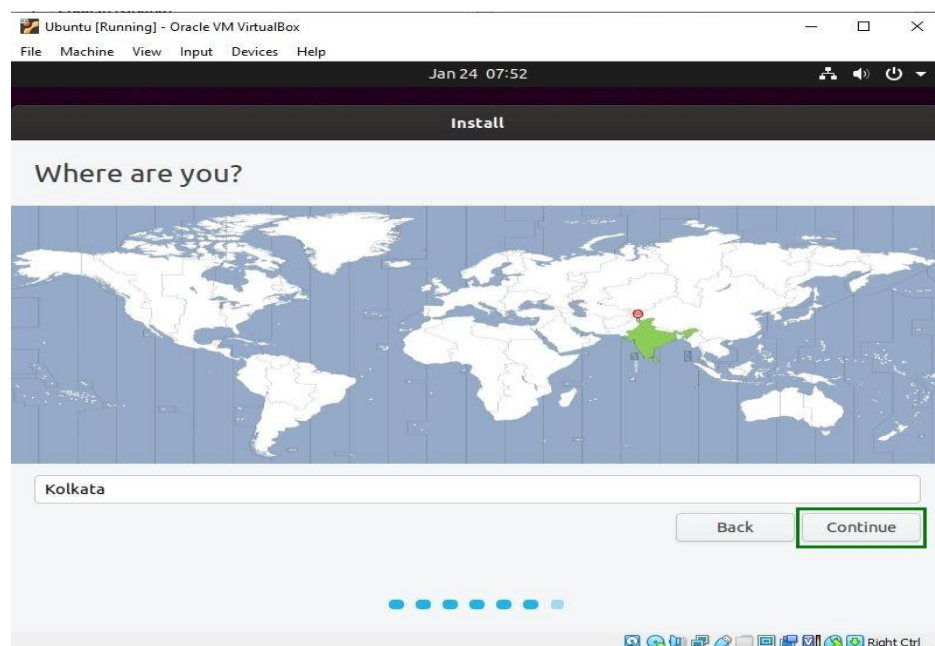 Ubuntu [Running] - Oracle VM VirtualBox
File Machine View Input Devices Help
Jan 24 07:52
Install
Where are you?
Kolkata
Back Continue
Right Ctrl